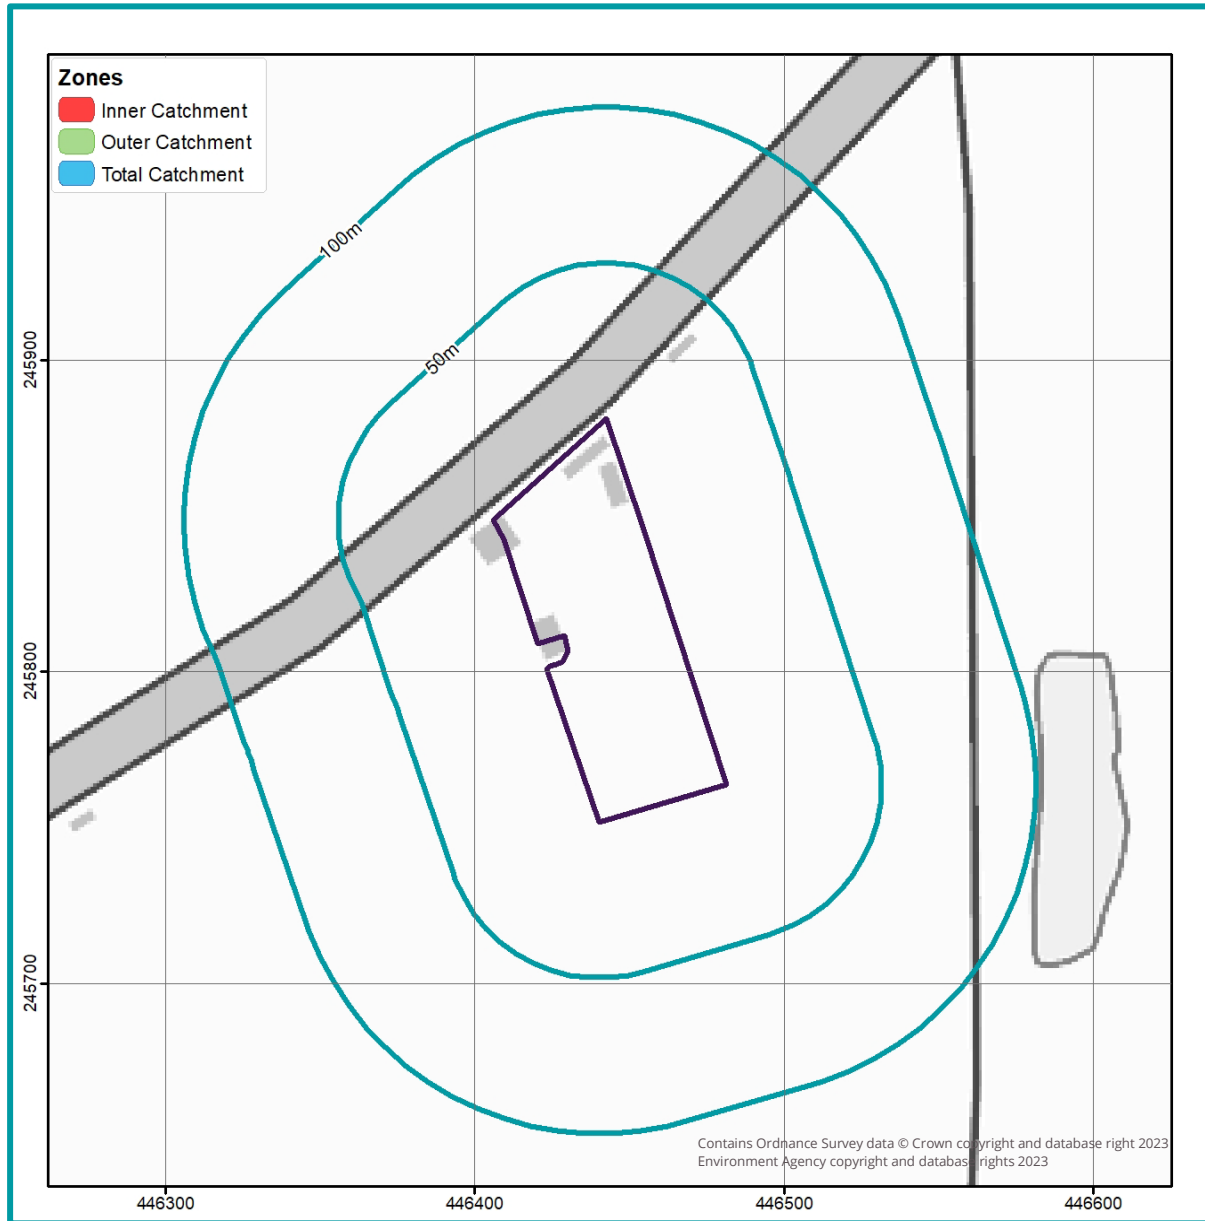 Zones
Inner Catchment
Outer Catchment
Total Catchment
100m
50m
245900
245800
245700
Contains Ordnance Survey data © Crown copyright and database right 2023
Environment Agency copyright and database rights 2023
446300
446400
446500
446600